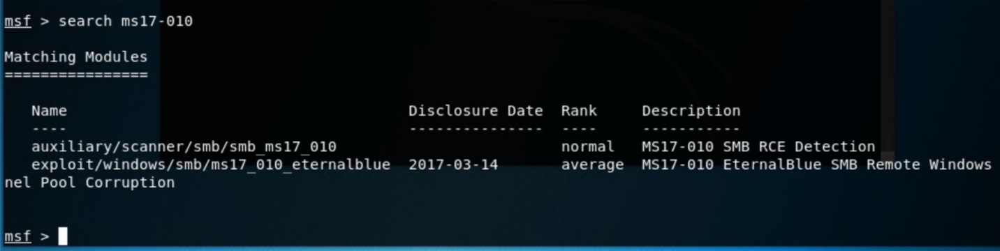 msf > search ms17-010
Matching Modules
================
Name Disclosure Date Rank Description
---- --------------- ---- -----------
auxiliary/scanner/smb/smb_ms17_010 normal MS17-010 SMB RCE Detection
exploit/windows/smb/ms17_010_eternalblue 2017-03-14 average MS17-010 EternalBlue SMB Remote Windows
nel Pool Corruption
msf >